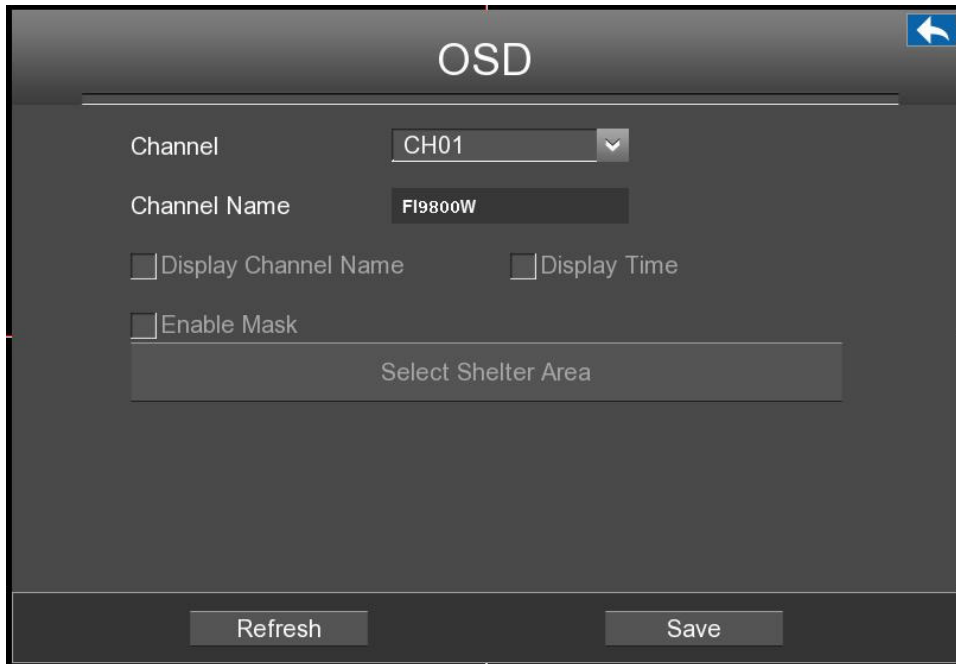 OSD
Channel CH01
Channel Name FI9800W
Display Channel Name Display Time
Enable Mask
Select Shelter Area
Refresh Save